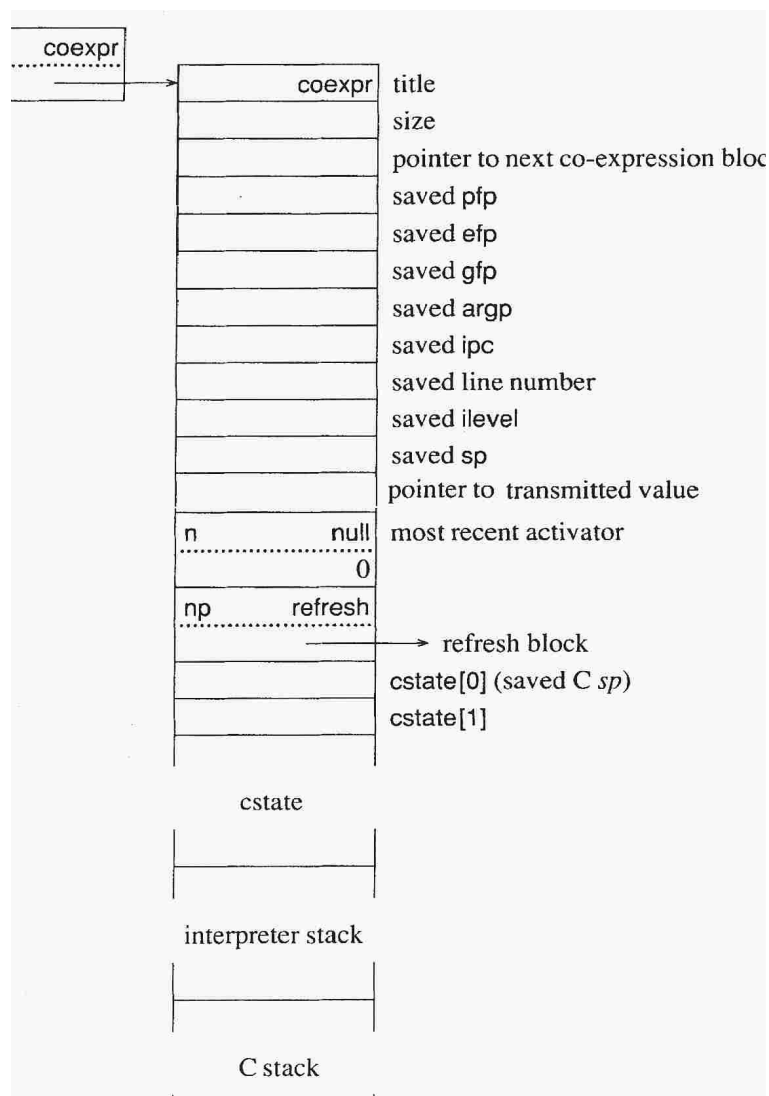 coexpr
coexpr title
size
pointer to next co-expression bloc
saved pfp
saved efp
saved gfp
saved argp
saved ipc
saved line number
saved ilevel
saved sp
pointer to transmitted value
n null most recent activator
0
np refresh
refresh block
cstate[0] (saved C sp)
cstate[1]
cstate
interpreter stack
C stack